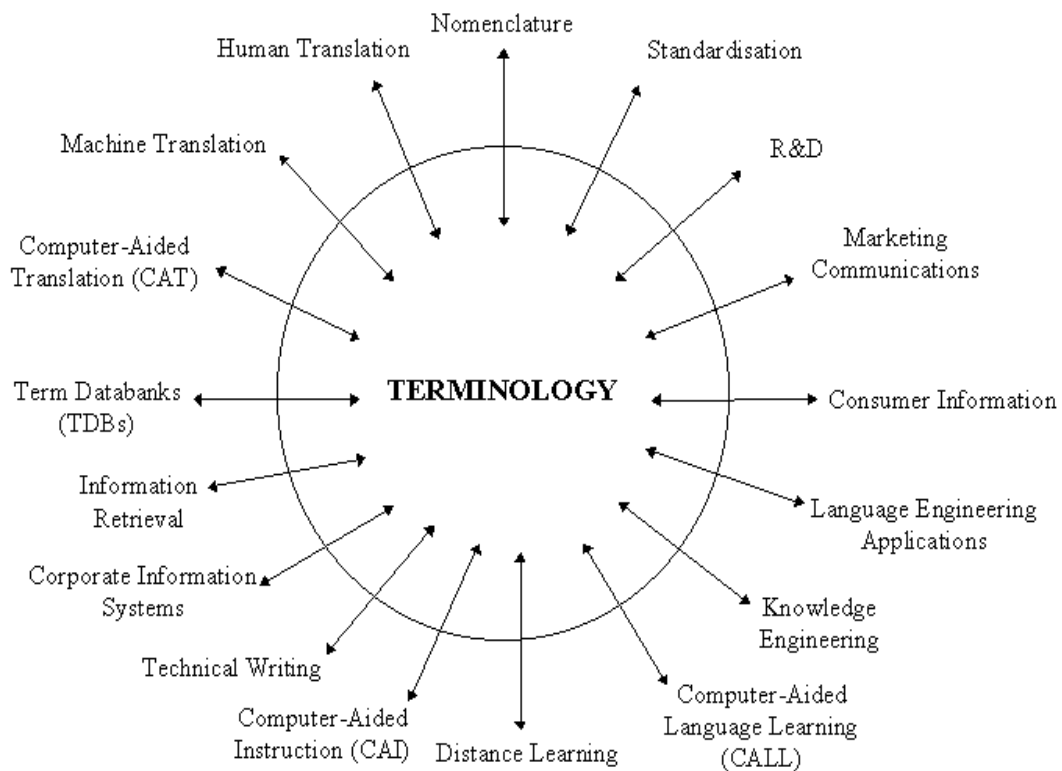 Nomenclature
Human Translation
Standardisation
Machine Translation
R&D
Computer-Aided
Translation (CAT)
Marketing
Communications
TERMINOLOGY
Term Databanks
(TDBs)
Consumer Information
Information
Retrieval
Language Engineering
Applications
Corporate Information
Systems
Knowledge
Engineering
Technical Writing
Computer-Aided
Instruction (CAI)
Distance Learning
Computer-Aided
Language Learning
(CALL)